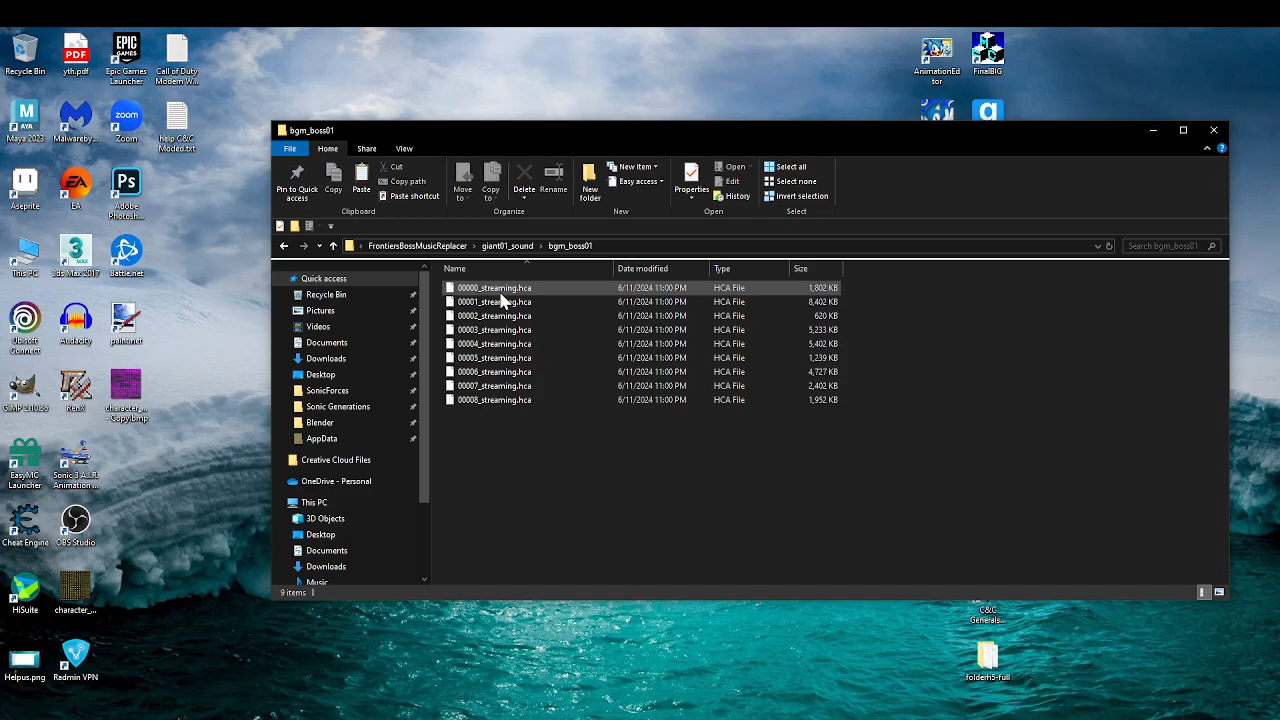 Recycle Bin
yth.pdf
Epic Games Launcher
Call of Duty Modern W...
Maya 2023
Malwareby...
Zoom
help C&C Moded.txt
Aseprite
EA
Adobe Photosh...
This PC
3ds Max 2017
Battle.net
Ubisoft Connect
Audacity
paint.net
GIMP 2.10.36
RenX
character_... - Copy.bmp
EasyMC Launcher
Sonic 3 A.I.R. Animation ...
Cheat Engine
OBS Studio
HiSuite
character_...
Helpus.png
Radmin VPN
AnimationEditor
FinalBIG
C&C Generals...
folderh5-full
bgm_boss01
File Home Share View
Pin to Quick access
Copy
Paste
Cut
Copy path
Paste shortcut
Clipboard
Move to
Copy to
Delete
Rename
Organize
New folder
New item
Easy access
New
Properties
Open
Edit
History
Open
Select all
Select none
Invert selection
Select
FrontiersBossMusicReplacer > giant01_sound > bgm_boss01
Search bgm_boss01
Quick access
Recycle Bin
Pictures
Videos
Documents
Downloads
Desktop
SonicForces
Sonic Generations
Blender
AppData
Creative Cloud Files
OneDrive - Personal
This PC
3D Objects
Desktop
Documents
Downloads
Music
Name Date modified Type Size
00000_streaming.hca 6/11/2024 11:00 PM HCA File 1,802 KB
00001_streaming.hca 6/11/2024 11:00 PM HCA File 8,402 KB
00002_streaming.hca 6/11/2024 11:00 PM HCA File 620 KB
00003_streaming.hca 6/11/2024 11:00 PM HCA File 5,233 KB
00004_streaming.hca 6/11/2024 11:00 PM HCA File 5,402 KB
00005_streaming.hca 6/11/2024 11:00 PM HCA File 1,239 KB
00006_streaming.hca 6/11/2024 11:00 PM HCA File 4,727 KB
00007_streaming.hca 6/11/2024 11:00 PM HCA File 2,402 KB
00008_streaming.hca 6/11/2024 11:00 PM HCA File 1,952 KB
9 items